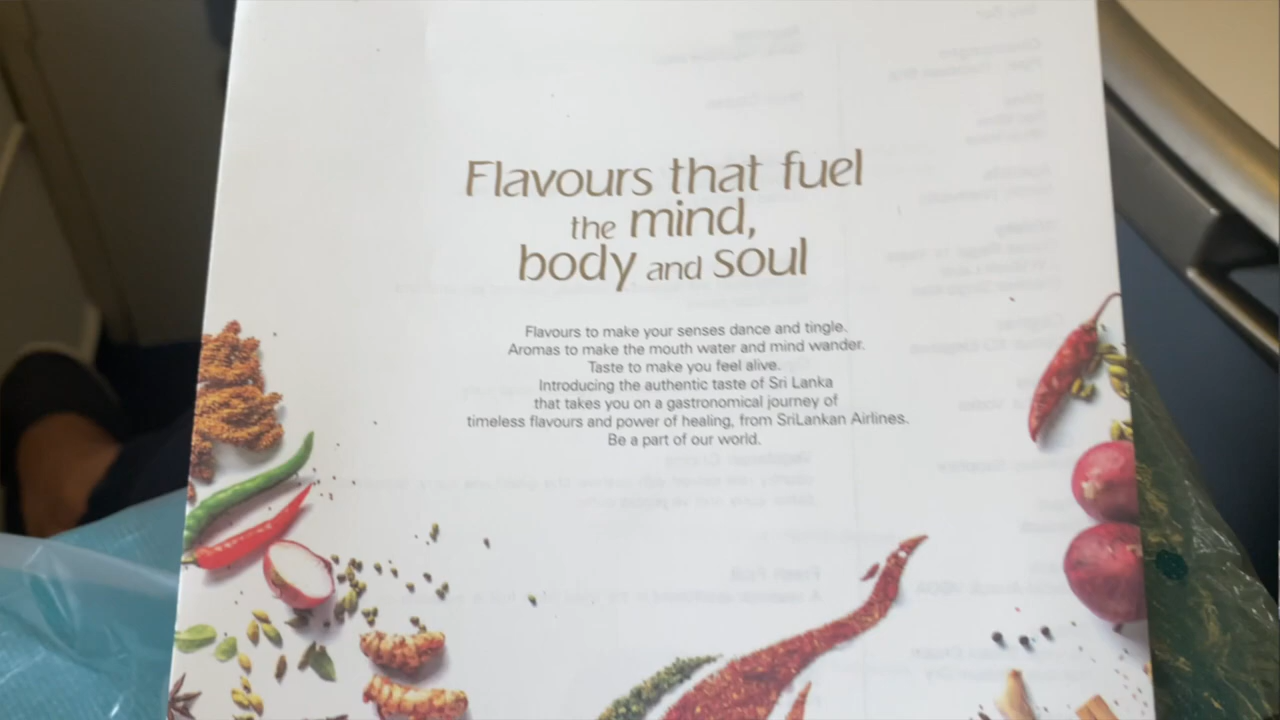 Flavours that fuel
the mind,
body and soul
Flavours to make your senses dance and tingle.
Aromas to make the mouth water and mind wander.
Taste to make you feel alive.
Introducing the authentic taste of Sri Lanka
that takes you on a gastronomical journey of
timeless flavours and power of healing, from SriLankan Airlines.
Be a part of our world.